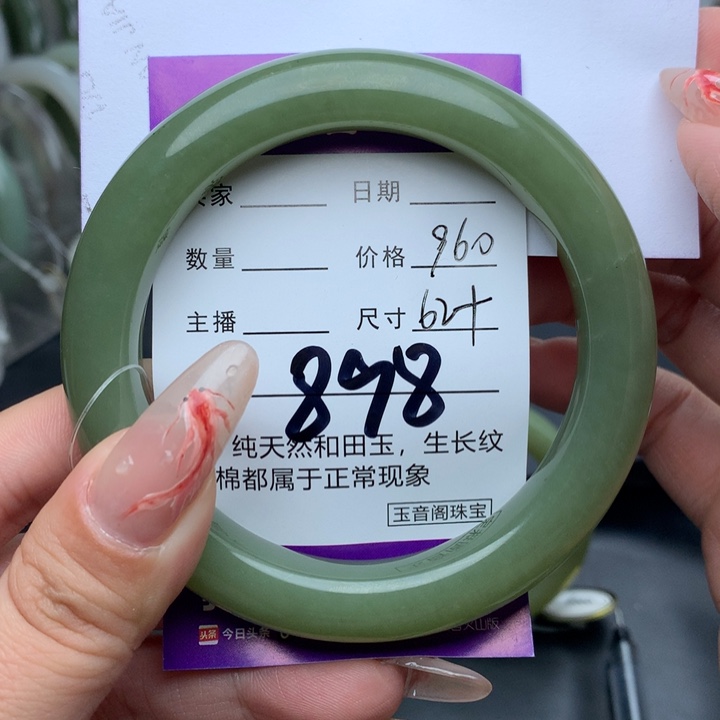 家 日期
数量 价格 960
主播 尺寸 62+
898
纯天然和田玉，生长纹
棉都属于正常现象
玉音阁珠宝
头条 今日头条